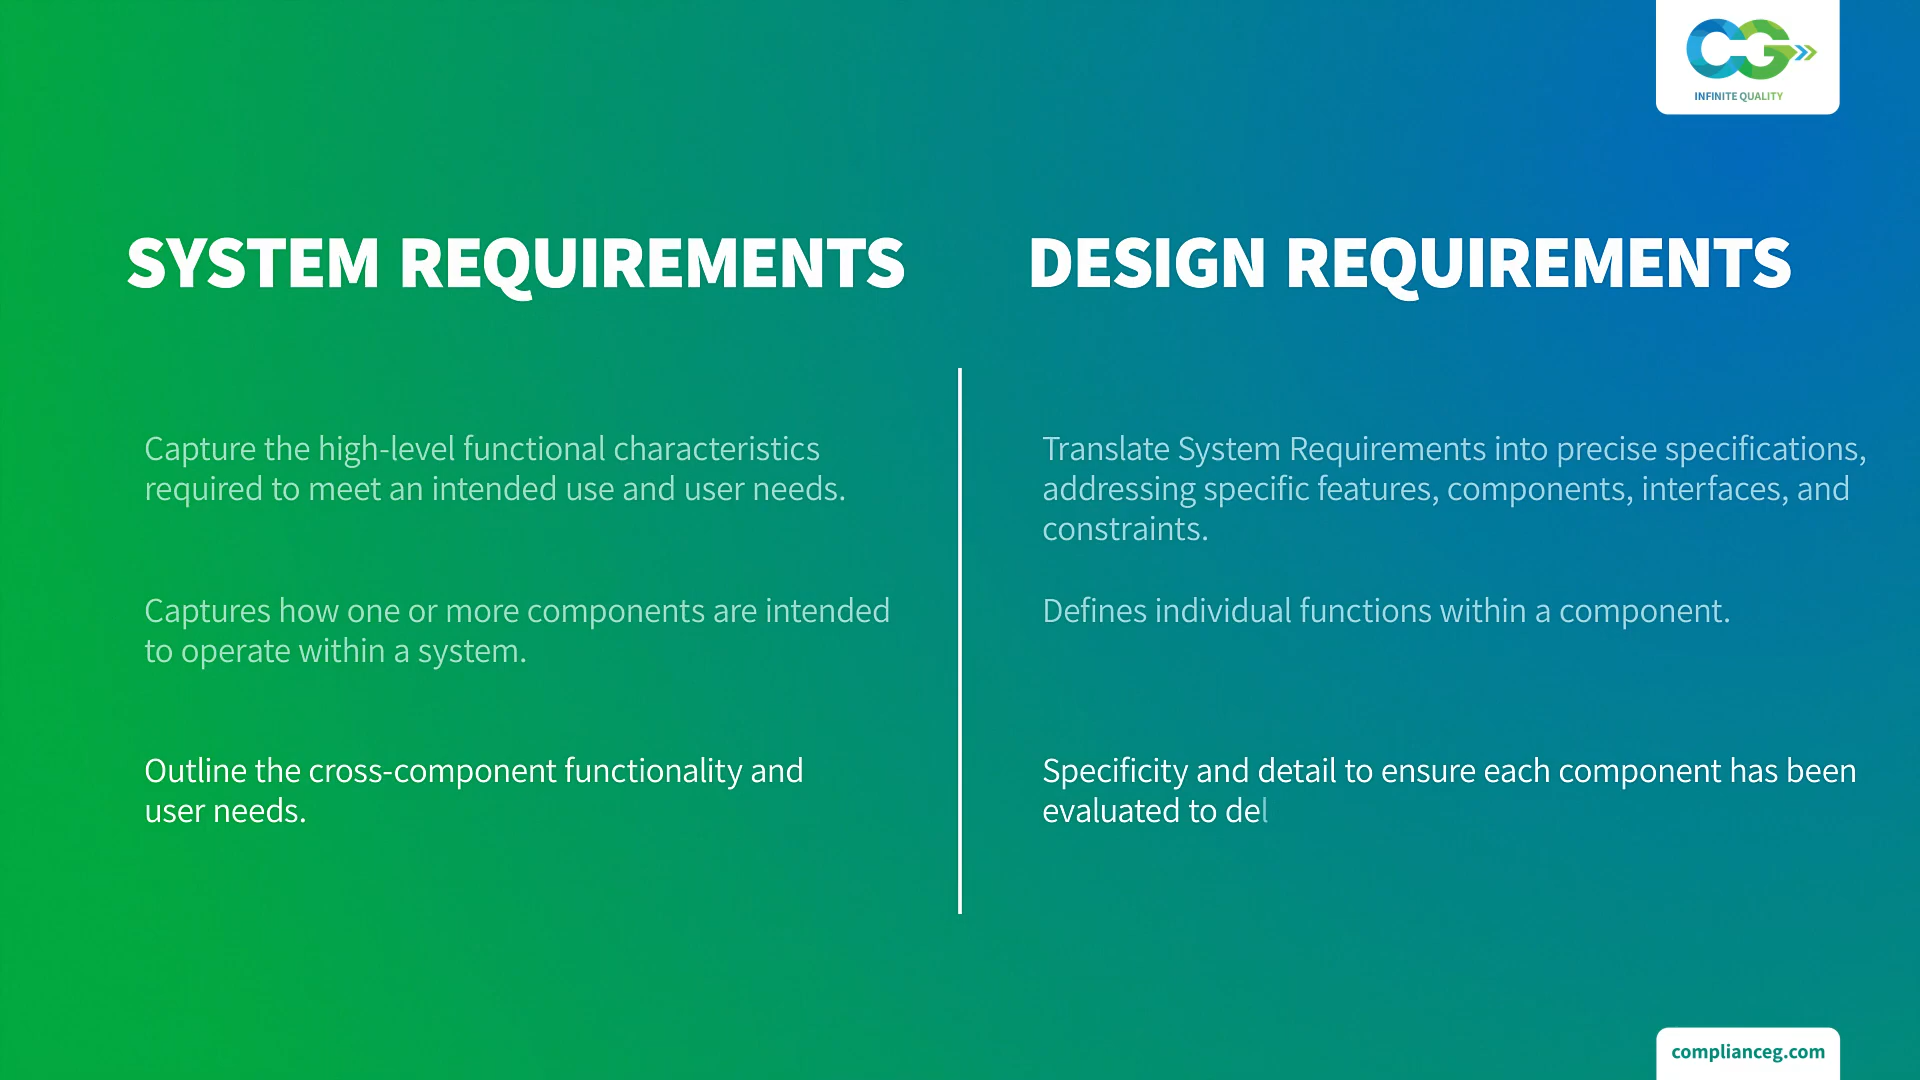 CG
INFINITE QUALITY
SYSTEM REQUIREMENTS
Capture the high-level functional characteristics
required to meet an intended use and user needs.
Captures how one or more components are intended
to operate within a system.
Outline the cross-component functionality and
user needs.
DESIGN REQUIREMENTS
Translate System Requirements into precise specifications,
addressing specific features, components, interfaces, and
constraints.
Defines individual functions within a component.
Specificity and detail to ensure each component has been
evaluated to del
complianceg.com